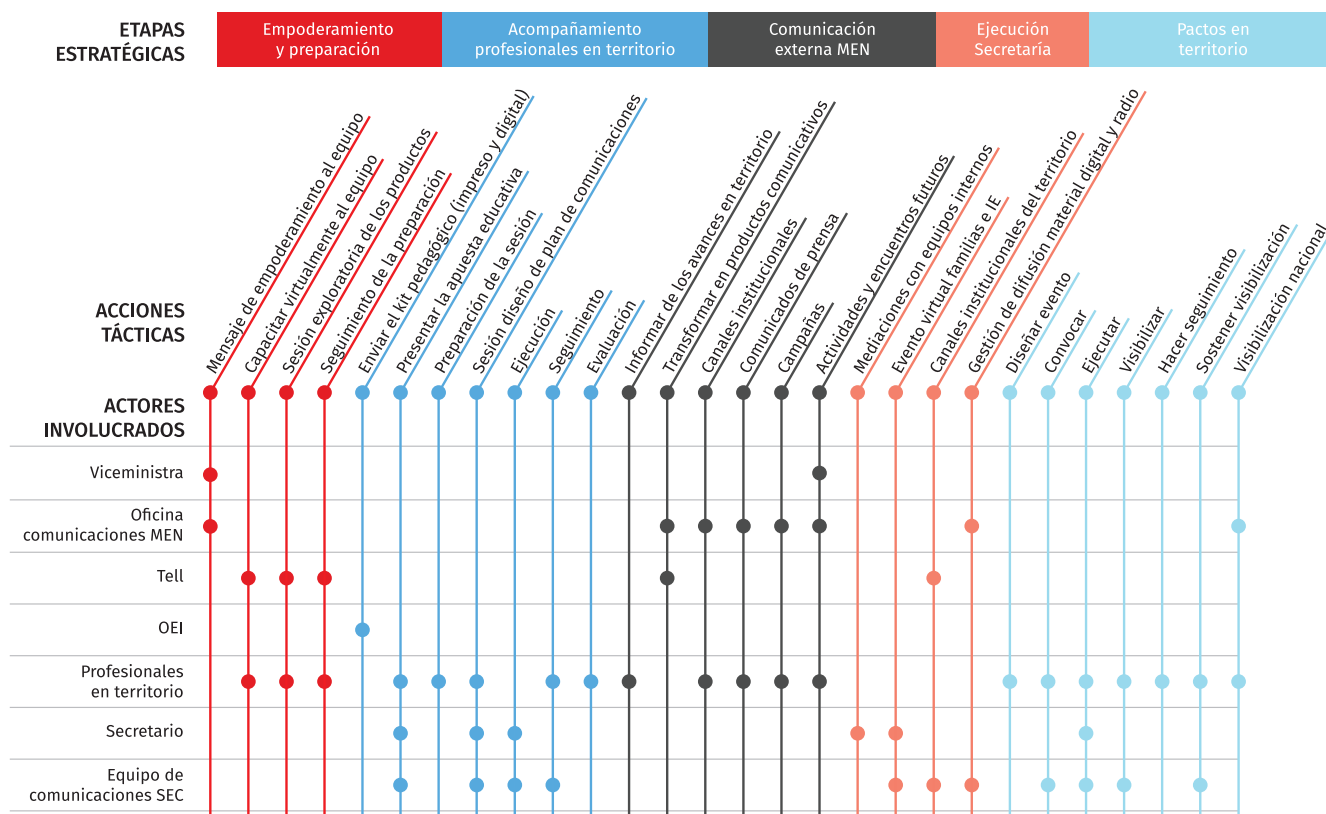 ETAPAS
ESTRATÉGICAS
Empoderamiento
y preparación
Acompañamiento
profesionales en territorio
Comunicación
externa MEN
Ejecución
Secretaría
Pactos en
territorio
ACCIONES
TÁCTICAS
Mensaje de empoderamiento al equipo
Capacitar virtualmente al equipo
Sesión exploratoria de los productos
Seguimiento de la preparación
Enviar el kit pedagógico (impreso y digital)
Presentar la apuesta educativa
Preparación de la sesión
Sesión diseño de plan de comunicaciones
Ejecución
Seguimiento
Evaluación
Informar de los avances en territorio
Transformar en productos comunicativos
Canales institucionales
Comunicados de prensa
Campañas
Actividades y encuentros futuros
Mediaciones con equipos internos
Evento virtual familias e IE
Canales institucionales del territorio
Gestión de difusión material digital y radio
Diseñar evento
Convocar
Ejecutar
Visibilizar
Hacer seguimiento
Sostener visibilización
Visibilización nacional
ACTORES
INVOLUCRADOS
Viceministra
Oficina
comunicaciones MEN
Tell
OEI
Profesionales
en territorio
Secretario
Equipo de
comunicaciones SEC